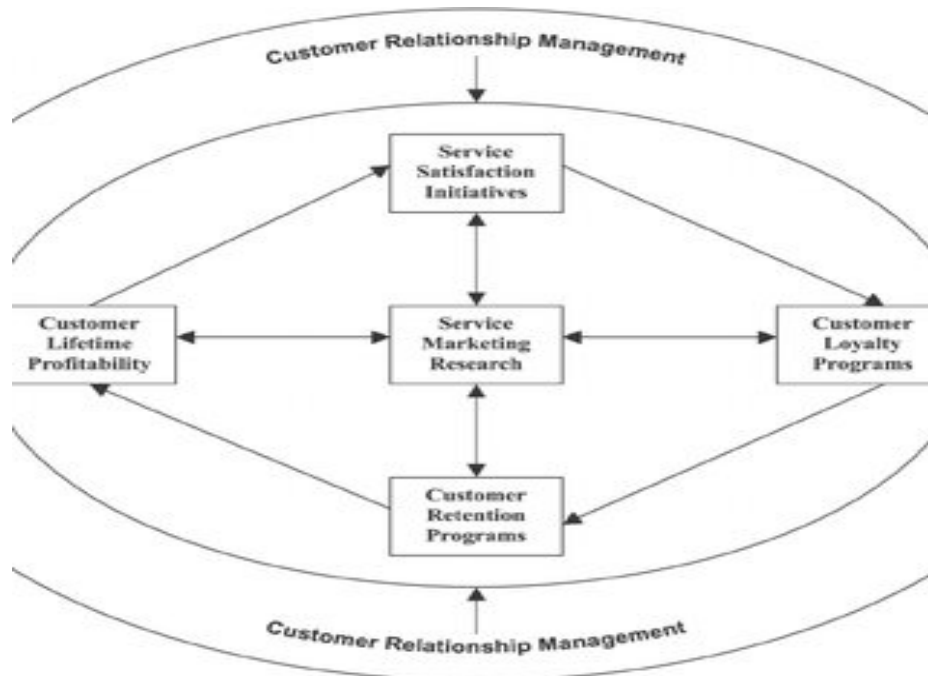 Customer Relationship Management
Service
Satisfaction
Initiatives
Customer
Lifetime
Profitability
Service
Marketing
Research
Customer
Loyalty
Programs
Customer
Retention
Programs
Customer Relationship Management